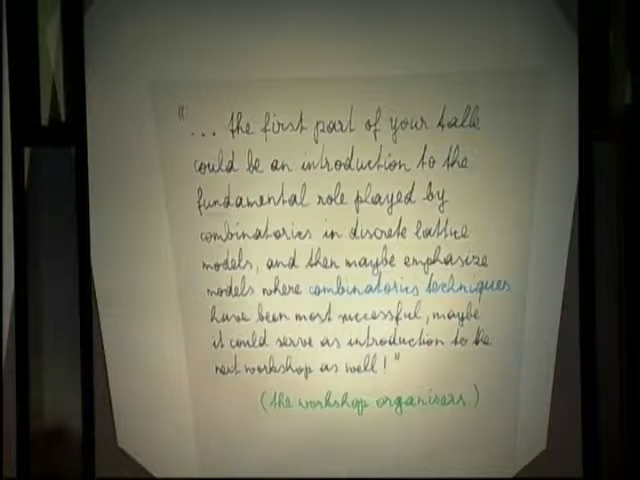 "... the first part of your talk
could be an introduction to the
fundamental role played by
combinatorics in discrete lattice
models, and then maybe emphasize
models where combinatorics techniques
have been most successful, maybe
it could serve as introduction to the
next workshop as well!"
(the workshop organisers)